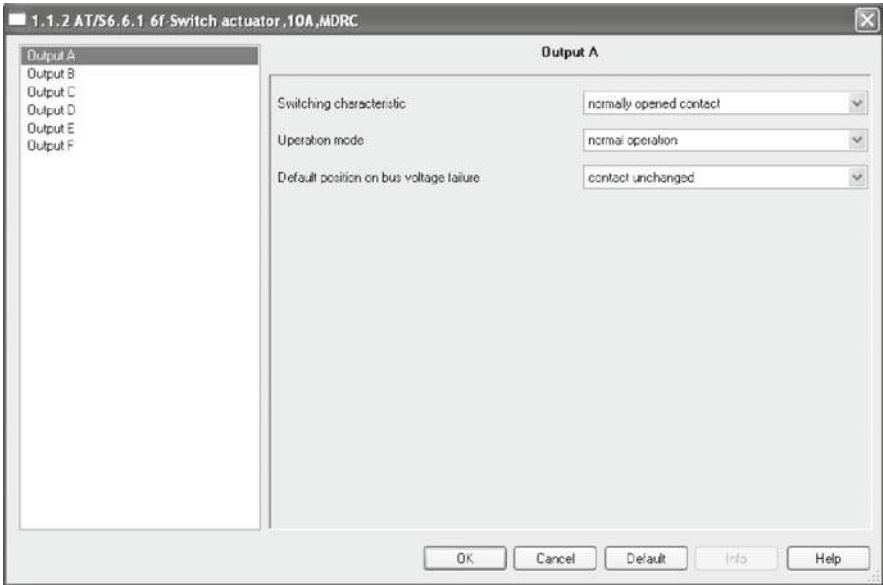 1.1.2 AT/S6.6.1 6f-Switch actuator,10A,MDRC
Output A
Output B
Output C
Output D
Output E
Output F
Output A
Switching characteristic
normally opened contact
Operation mode
normal operation
Default position on bus voltage failure
contact unchanged
OK
Cancel
Default
Info
Help